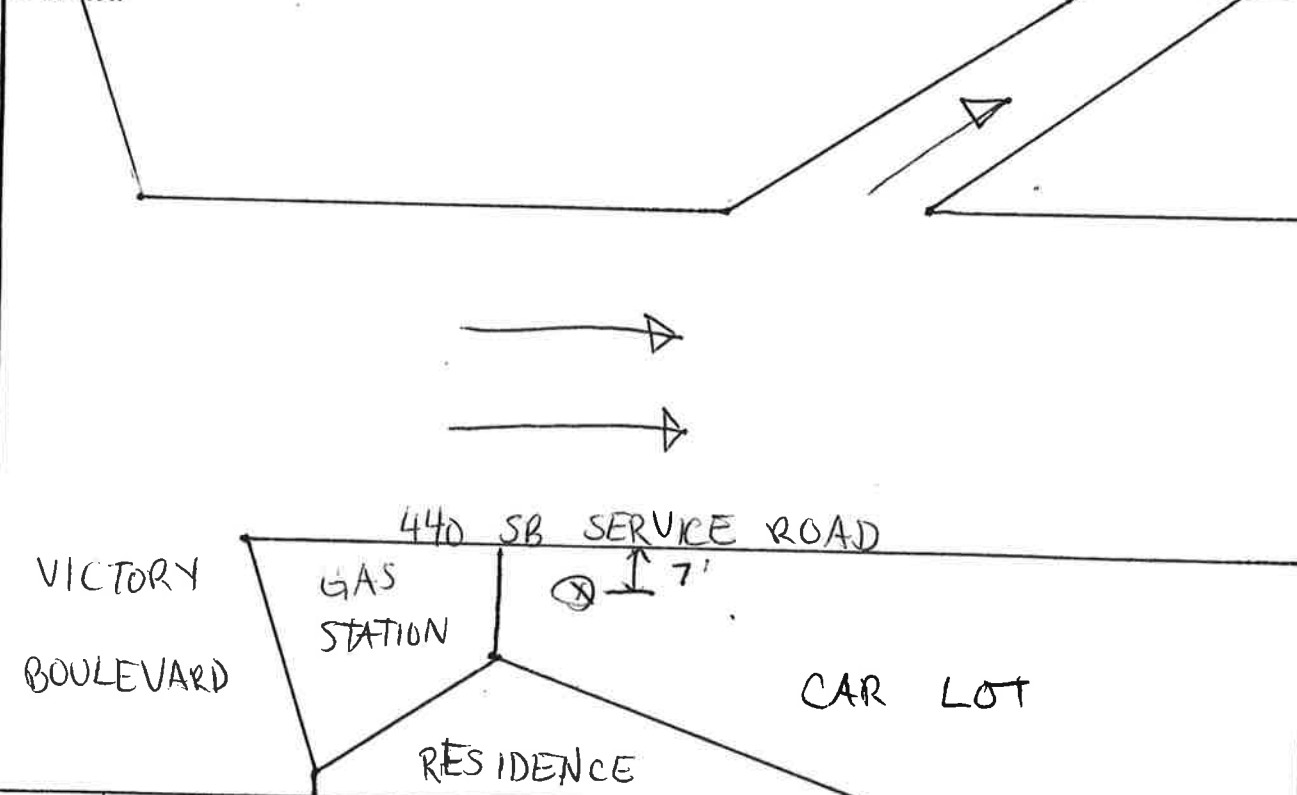 440 SB SERVICE ROAD
VICTORY
BOULEVARD
GAS
STATION
7'
CAR LOT
RESIDENCE